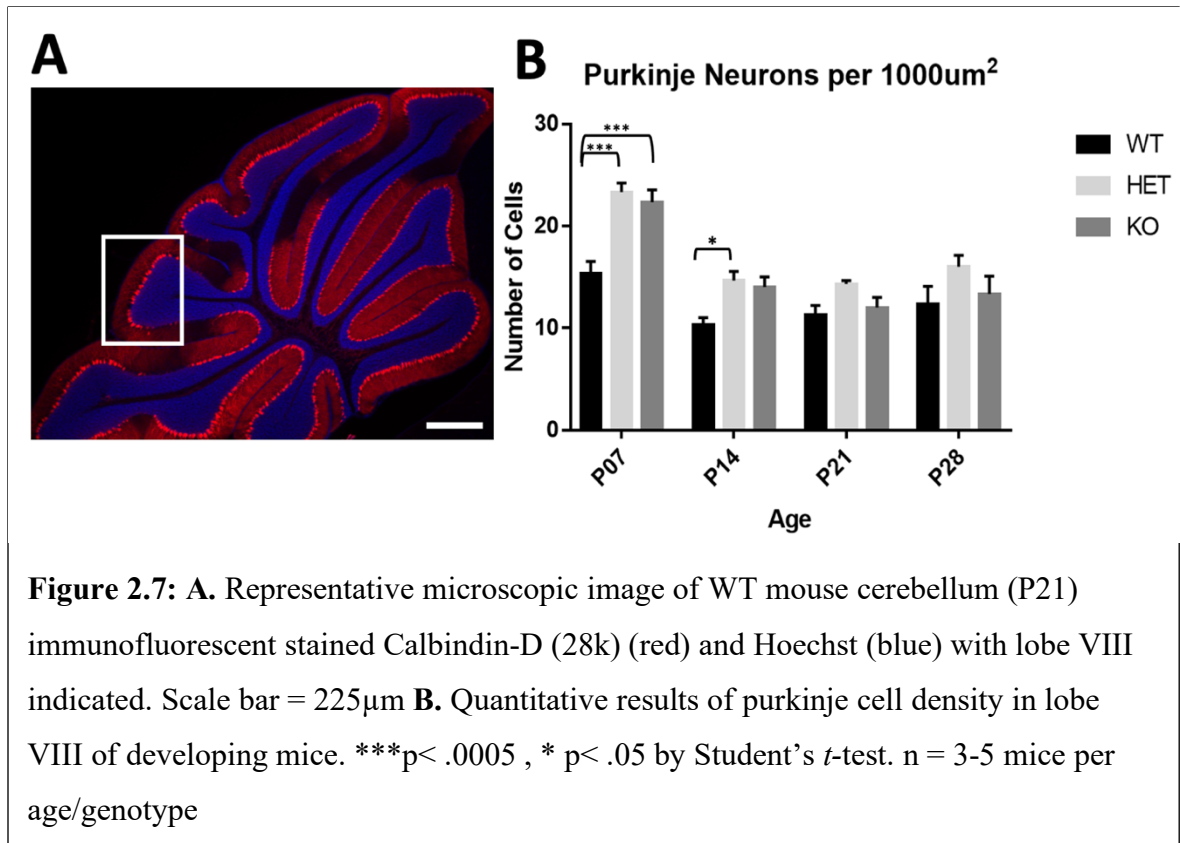 A
B
Purkinje Neurons per 1000um²
30
20
10
0
Number of Cells
***
***
*
P07
P14
P21
P28
Age
WT
HET
KO
Figure 2.7: A. Representative microscopic image of WT mouse cerebellum (P21)
immunofluorescent stained Calbindin-D (28k) (red) and Hoechst (blue) with lobe VIII
indicated. Scale bar = 225µm B. Quantitative results of purkinje cell density in lobe
VIII of developing mice. ***p< .0005 , * p< .05 by Student’s t-test. n = 3-5 mice per
age/genotype